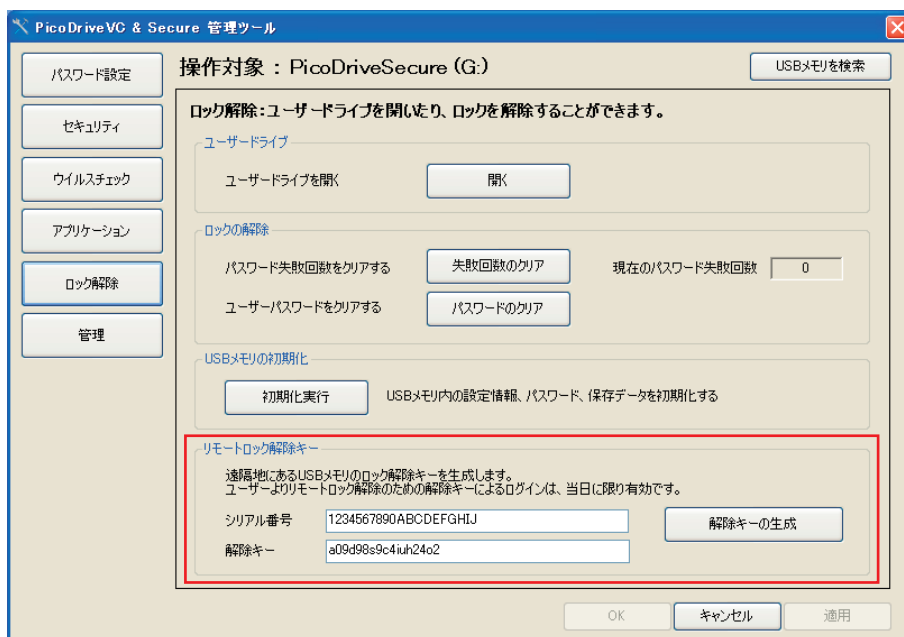 PicoDriveVC & Secure 管理ツール
パスワード設定
セキュリティ
ウイルスチェック
アプリケーション
ロック解除
管理
操作対象 : PicoDriveSecure (G:)
USBメモリを検索
ロック解除：ユーザードライブを開いたり、ロックを解除することができます。
ユーザードライブ
ユーザードライブを開く
開く
ロックの解除
パスワード失敗回数をクリアする
失敗回数のクリア
現在のパスワード失敗回数
0
ユーザーパスワードをクリアする
パスワードのクリア
USBメモリの初期化
初期化実行
USBメモリ内の設定情報、パスワード、保存データを初期化する
リモートロック解除キー
遠隔地にあるUSBメモリのロック解除キーを生成します。
ユーザーよりリモートロック解除のための解除キーによるログインは、当日に限り有効です。
シリアル番号
1234567890ABCDEFGHIJ
解除キーの生成
解除キー
a09d98s9c4iuh24o2
OK
キャンセル
適用